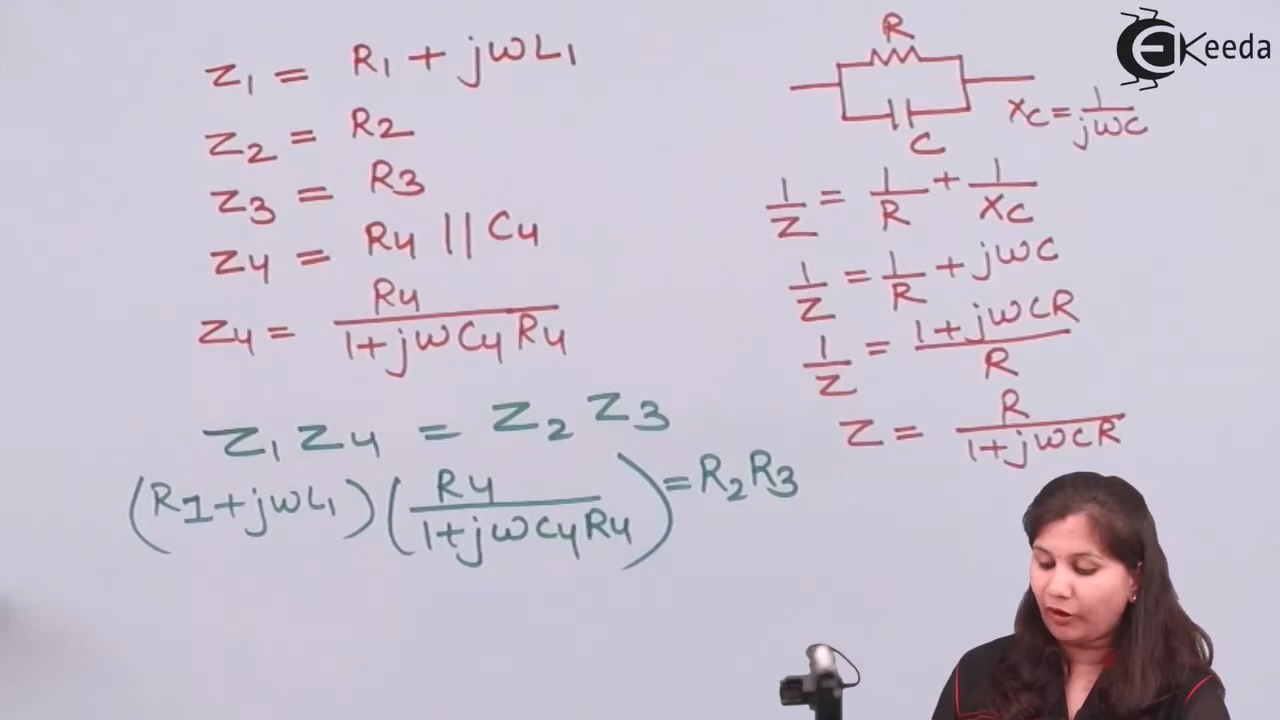 Z₁ = R₁ + jωL₁
Z₂ = R₂
Z₃ = R₃
Z₄ = R₄ || C₄
Z₄ = R₄ / 1+jωC₄R₄
Z₁Z₄ = Z₂Z₃
(R₁+jωL₁)(R₄ / 1+jωC₄R₄) = R₂R₃
R
C
Xc = 1/jωC
1/Z = 1/R + 1/Xc
1/Z = 1/R + jωC
1/Z = 1+jωCR / R
Z = R / 1+jωCR
EKeeda